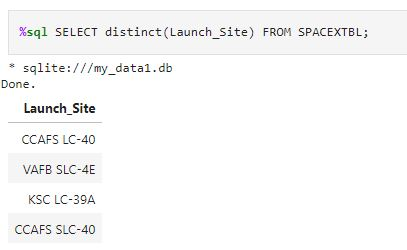 %sql SELECT distinct(Launch_Site) FROM SPACEXTBL;
* sqlite:///my_data1.db
Done.
Launch_Site
CCAFS LC-40
VAFB SLC-4E
KSC LC-39A
CCAFS SLC-40